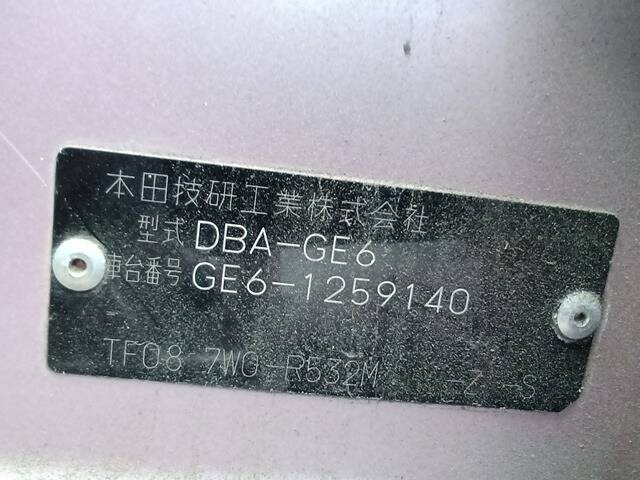 本田技研工業株式会社
型式 DBA-GE6
車台番号 GE6-1259140
TF08 7W0-R532M -Z -S